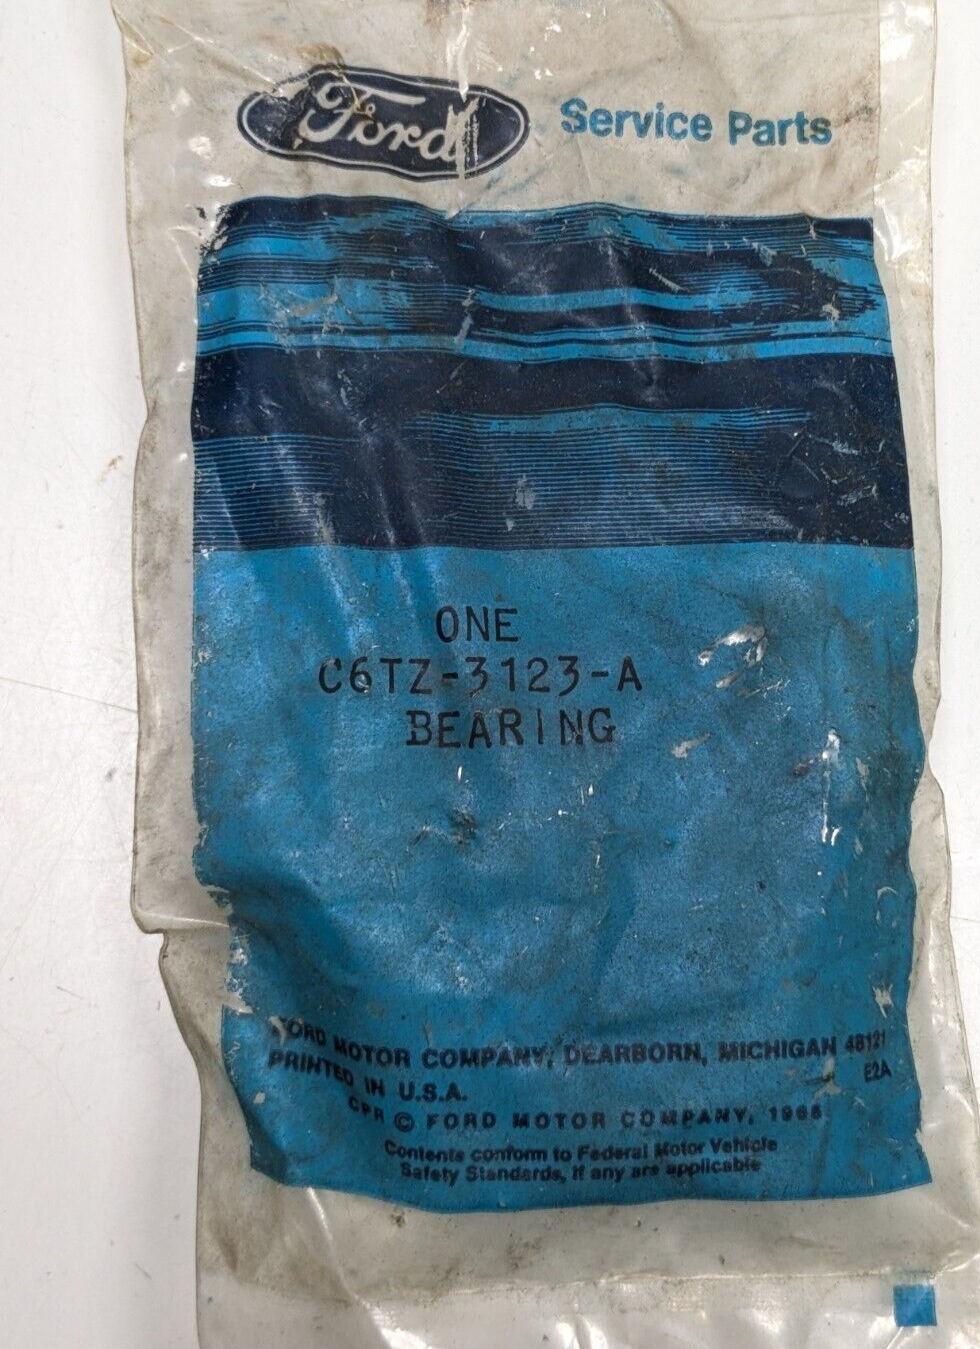 Ford
Service Parts
ONE
C6TZ-3123-A
BEARING
FORD MOTOR COMPANY, DEARBORN, MICHIGAN 48121
PRINTED IN U.S.A.
E2A
CPR © FORD MOTOR COMPANY,
Contents conform to Federal Motor Vehicle
Safety Standards, if any are applicable